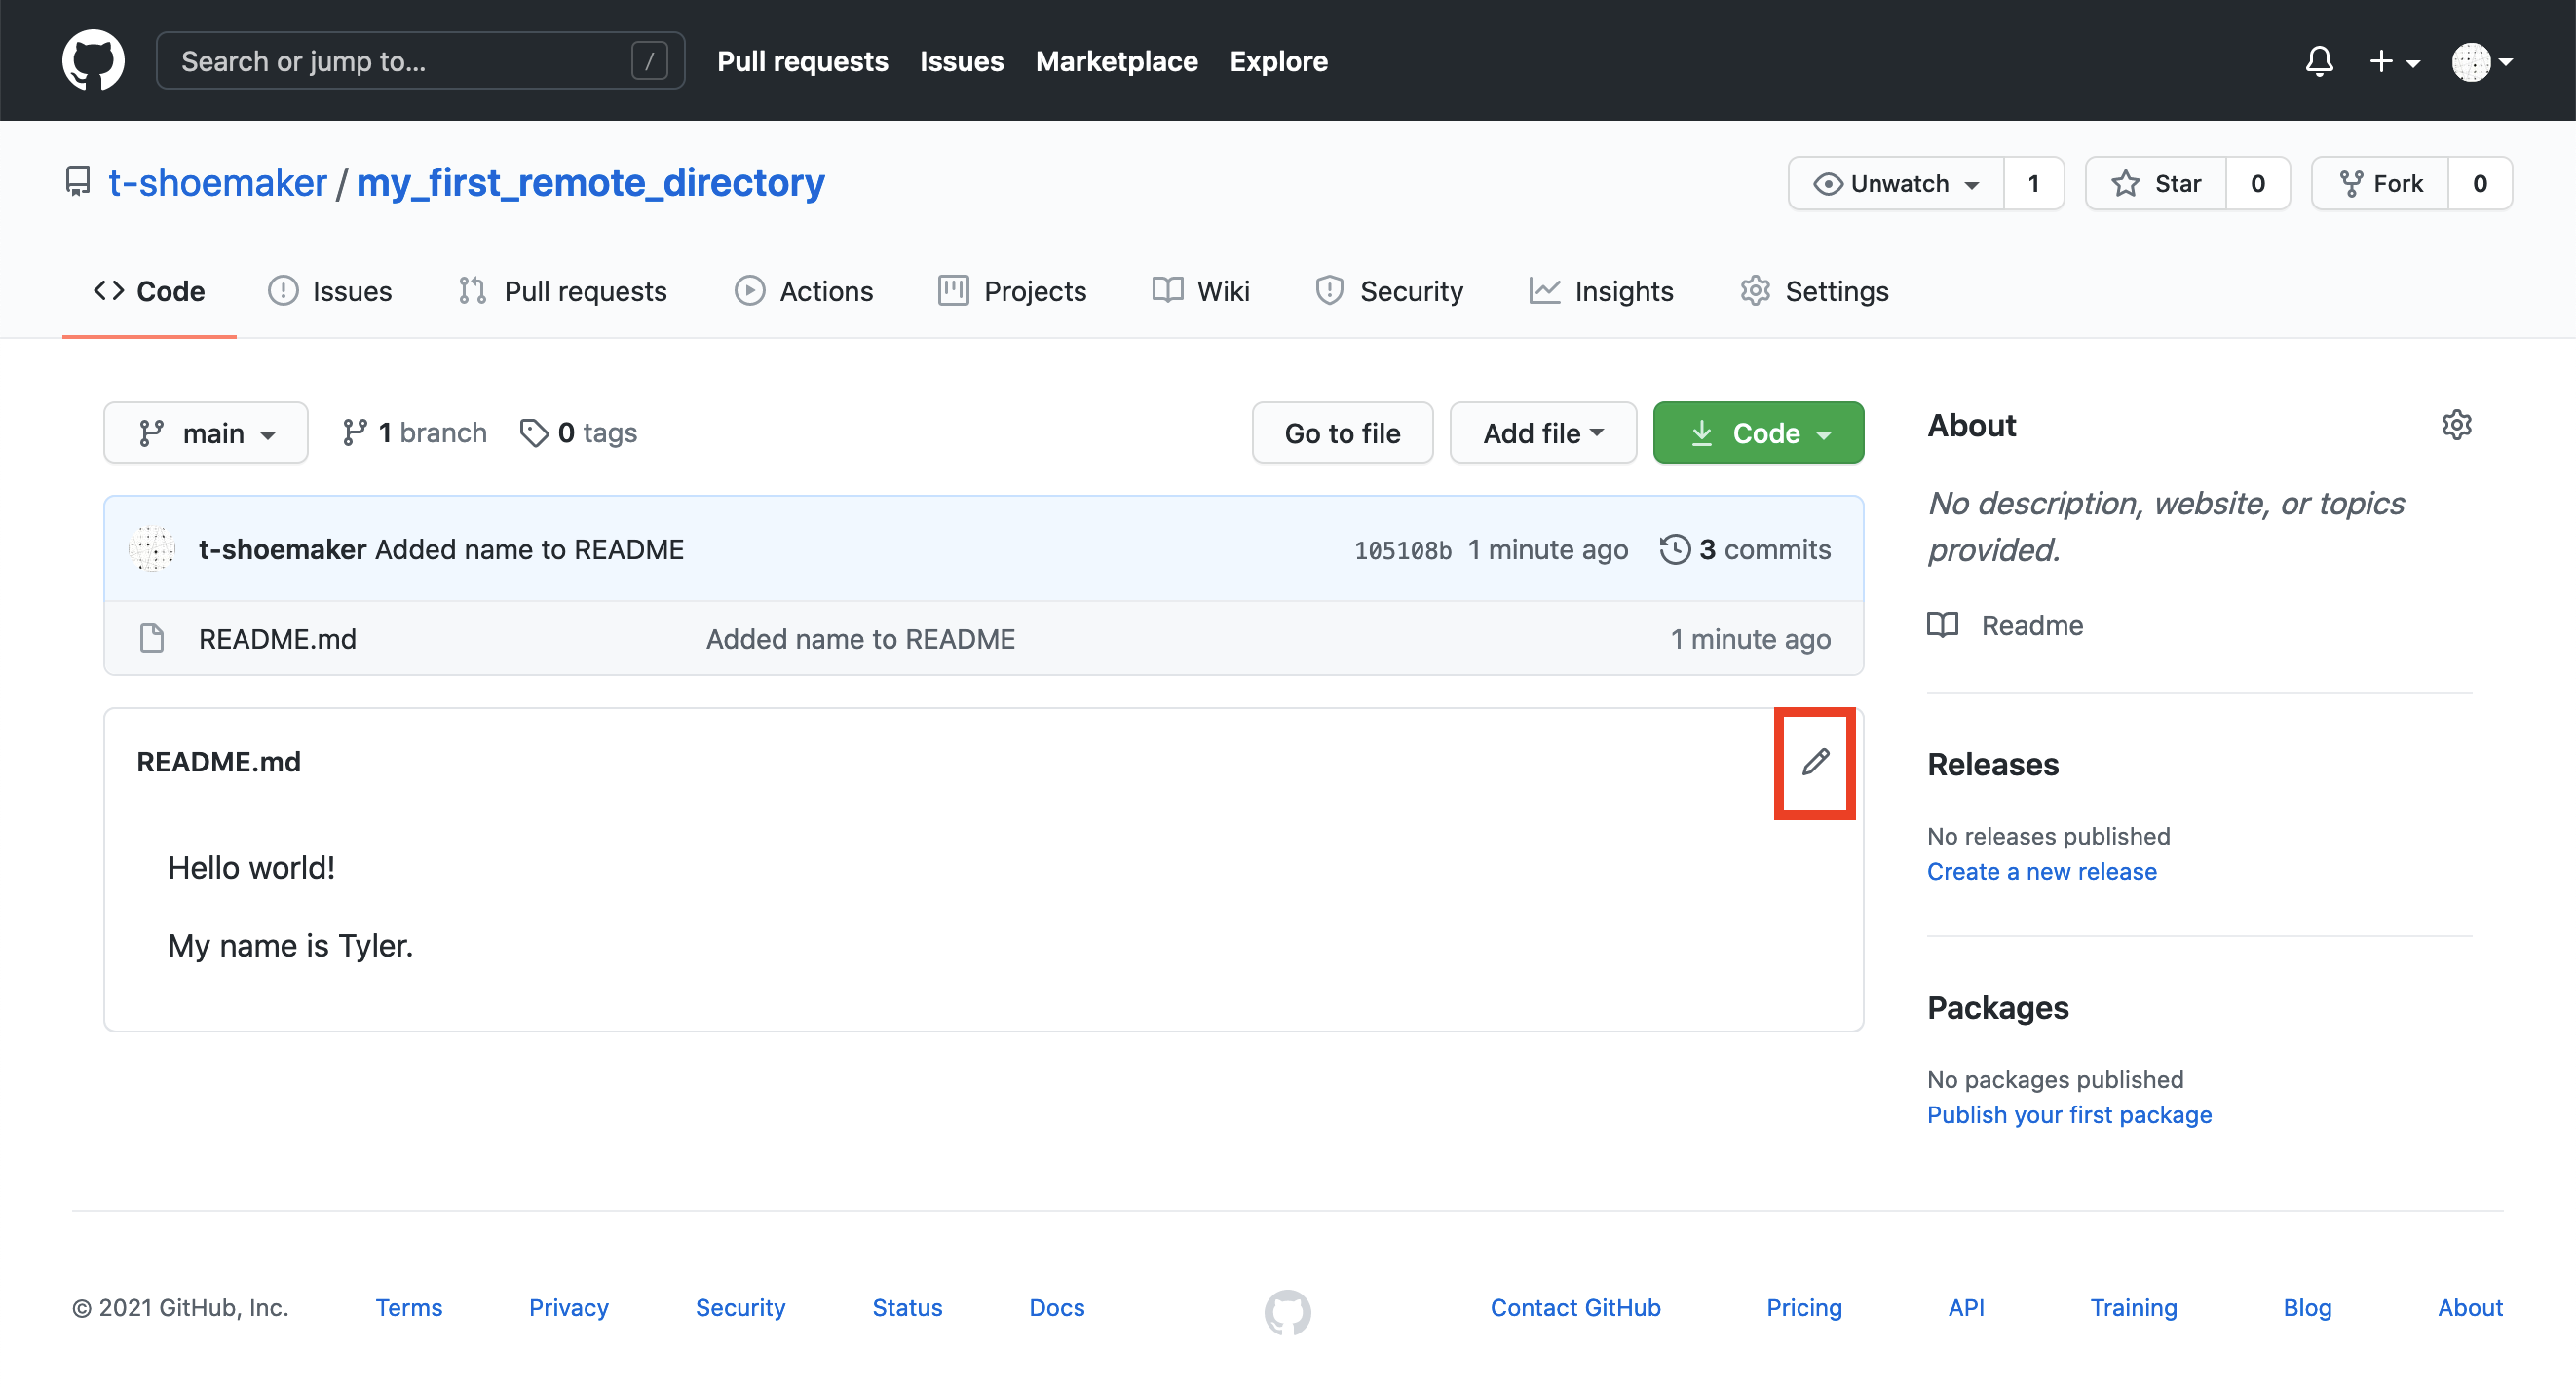 Search or jump to... / Pull requests Issues Marketplace Explore
t-shoemaker / my_first_remote_directory Unwatch 1 Star 0 Fork 0
Code Issues Pull requests Actions Projects Wiki Security Insights Settings
main 1 branch 0 tags Go to file Add file Code
t-shoemaker Added name to README 105108b 1 minute ago 3 commits
README.md Added name to README 1 minute ago
README.md
Hello world!
My name is Tyler.
About
No description, website, or topics
provided.
Readme
Releases
No releases published
Create a new release
Packages
No packages published
Publish your first package
© 2021 GitHub, Inc. Terms Privacy Security Status Docs Contact GitHub Pricing API Training Blog About